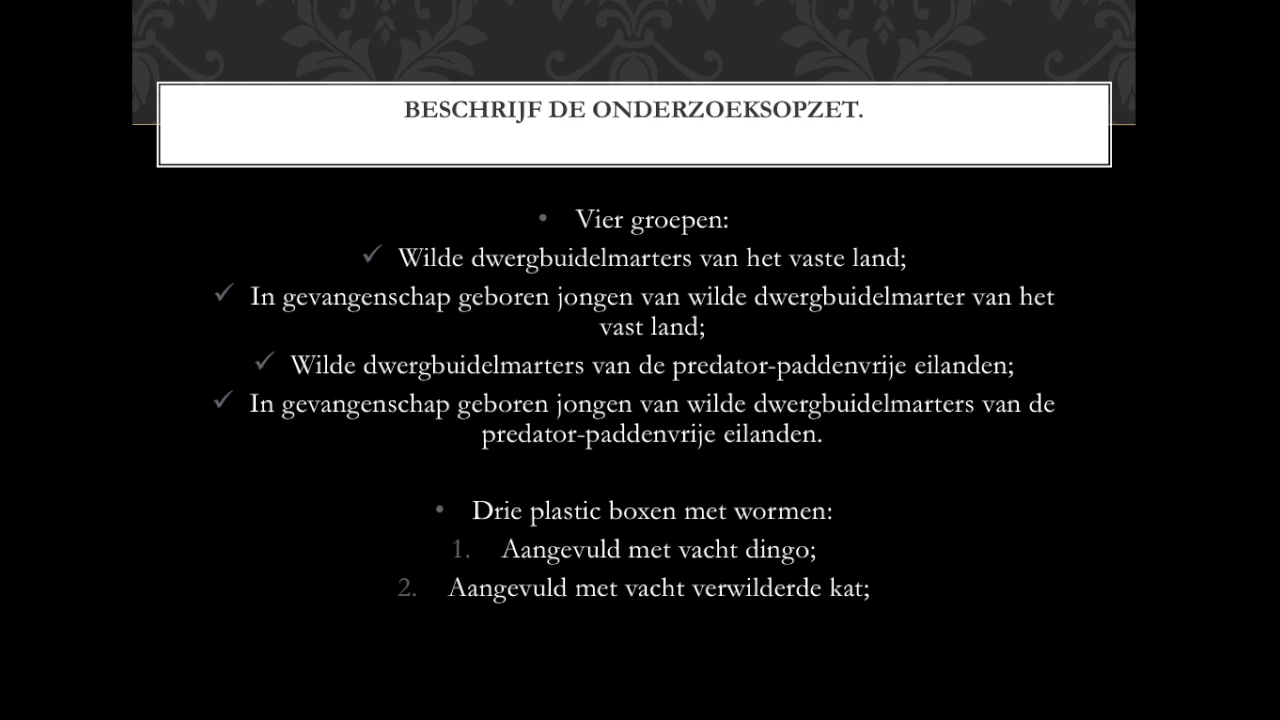 BESCHRIJF DE ONDERZOEKSOPZET.
• Vier groepen:
✓ Wilde dwergbuidelmarters van het vaste land;
✓ In gevangenschap geboren jongen van wilde dwergbuidelmarter van het
vast land;
✓ Wilde dwergbuidelmarters van de predator-paddenvrije eilanden;
✓ In gevangenschap geboren jongen van wilde dwergbuidelmarters van de
predator-paddenvrije eilanden.
• Drie plastic boxen met wormen:
1. Aangevuld met vacht dingo;
2. Aangevuld met vacht verwilderde kat;